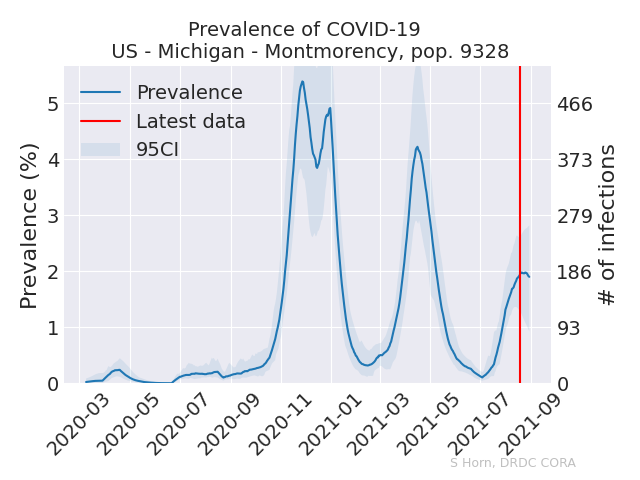 Prevalence of COVID-19
US - Michigan - Montmorency, pop. 9328
Prevalence
Latest data
95CI
Prevalence (%)
5
4
3
2
1
0
# of infections
466
373
279
186
93
0
2020-03
2020-05
2020-07
2020-09
2020-11
2021-01
2021-03
2021-05
2021-07
2021-09
S Horn, DRDC CORA